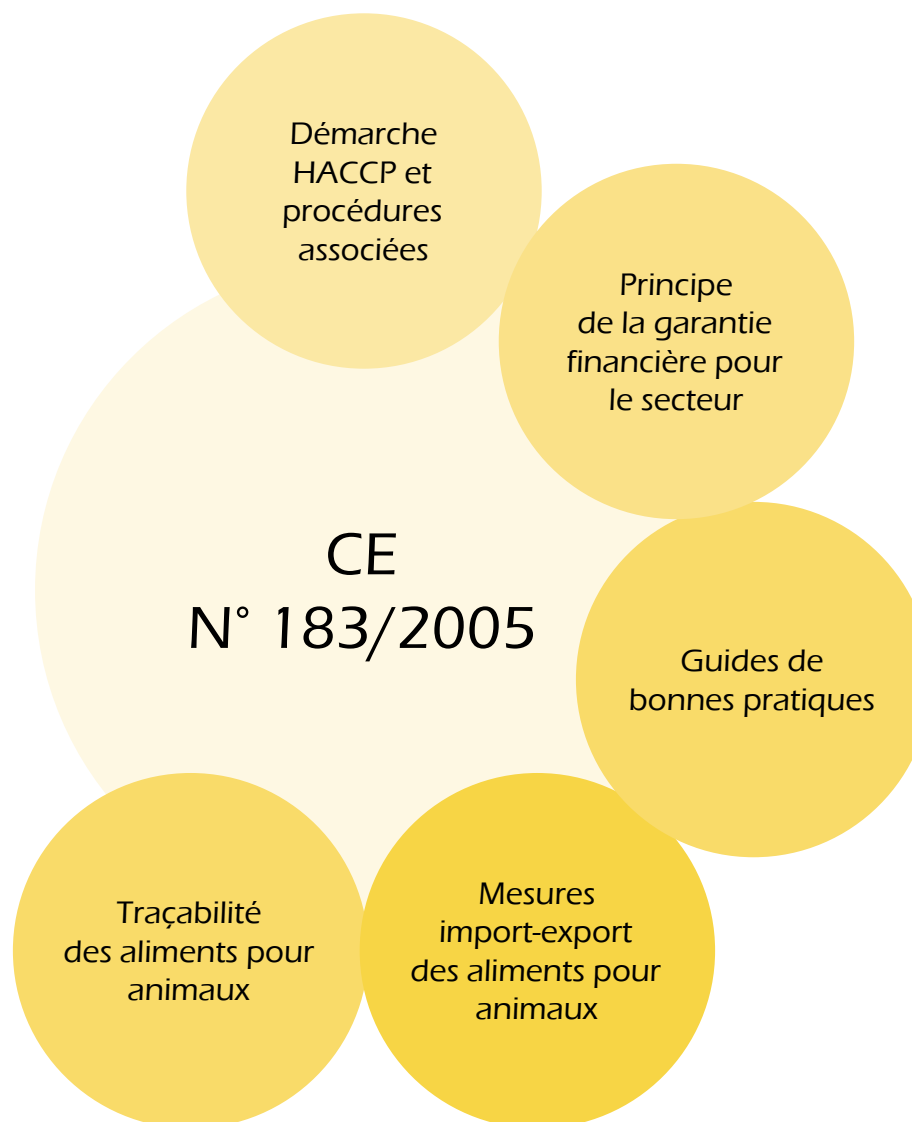 Démarche
HACCP et
procédures
associées
Principe
de la garantie
financière pour
le secteur
CE
N° 183/2005
Guides de
bonnes pratiques
Traçabilité
des aliments pour
animaux
Mesures
import-export
des aliments pour
animaux